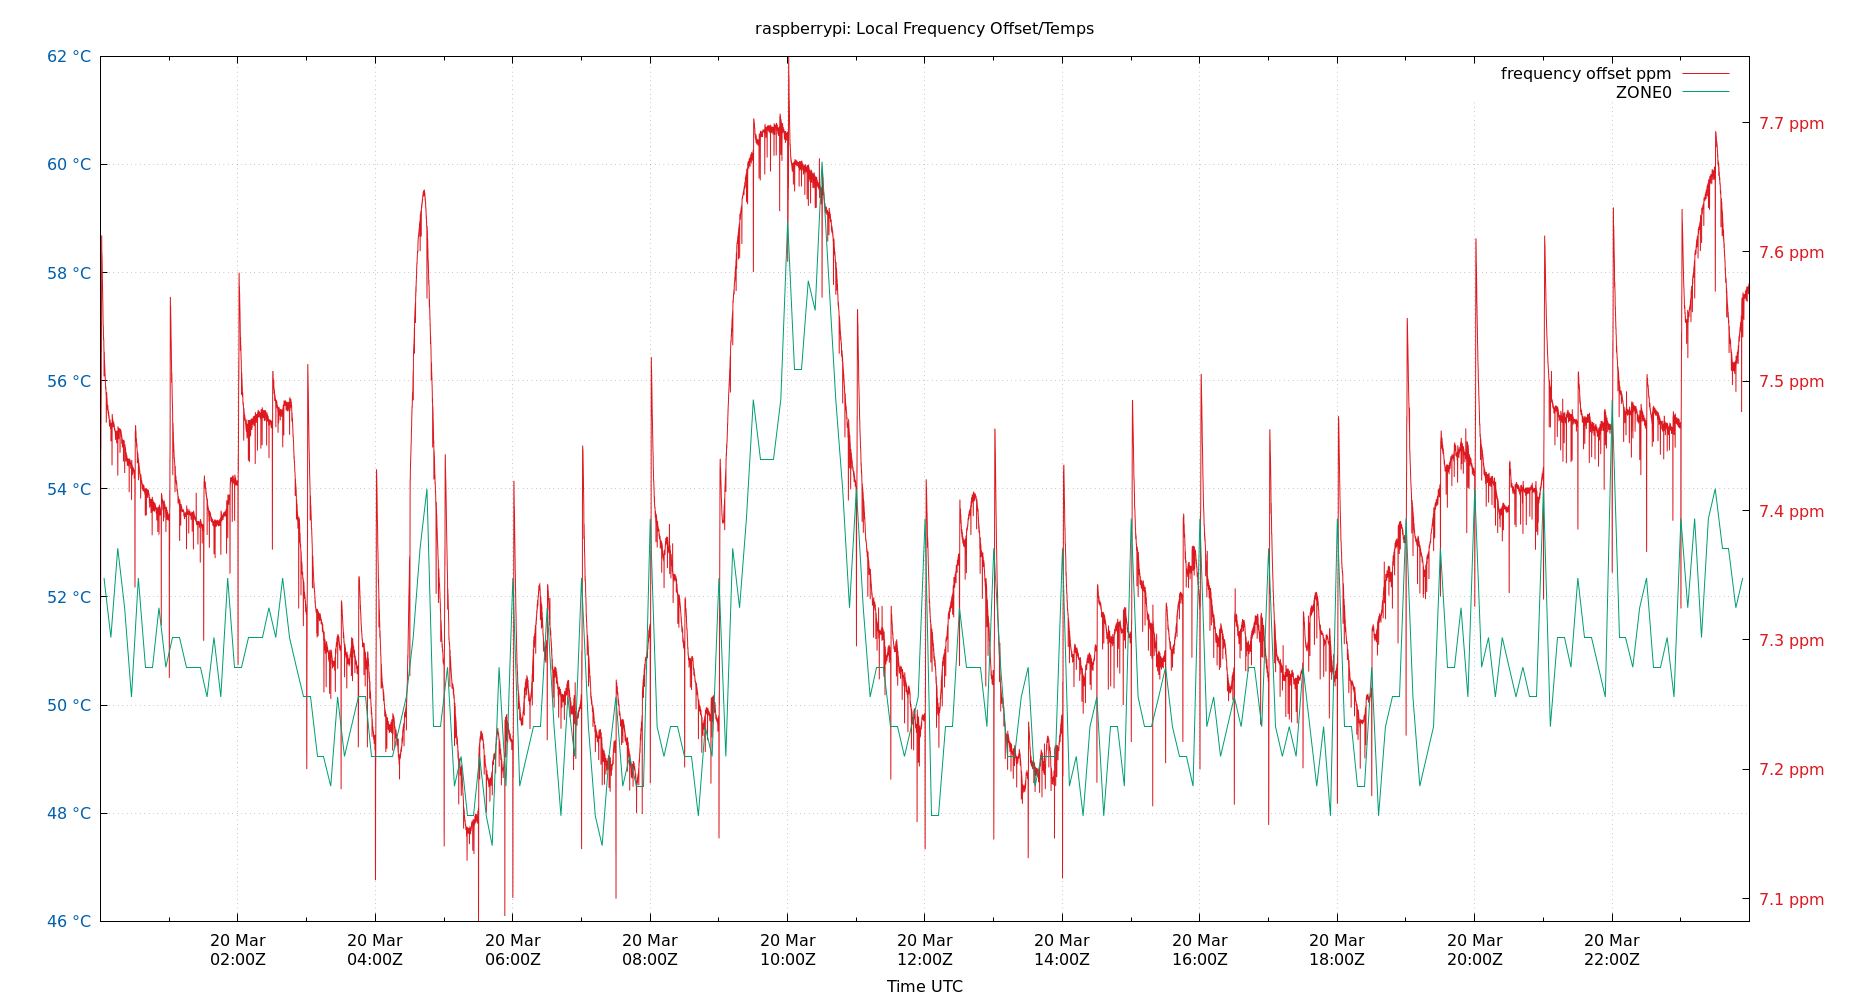 raspberrypi: Local Frequency Offset/Temps
62 °C
60 °C
58 °C
56 °C
54 °C
52 °C
50 °C
48 °C
46 °C
frequency offset ppm
ZONE0
7.7 ppm
7.6 ppm
7.5 ppm
7.4 ppm
7.3 ppm
7.2 ppm
7.1 ppm
20 Mar
02:00Z
20 Mar
04:00Z
20 Mar
06:00Z
20 Mar
08:00Z
20 Mar
10:00Z
20 Mar
12:00Z
20 Mar
14:00Z
20 Mar
16:00Z
20 Mar
18:00Z
20 Mar
20:00Z
20 Mar
22:00Z
Time UTC